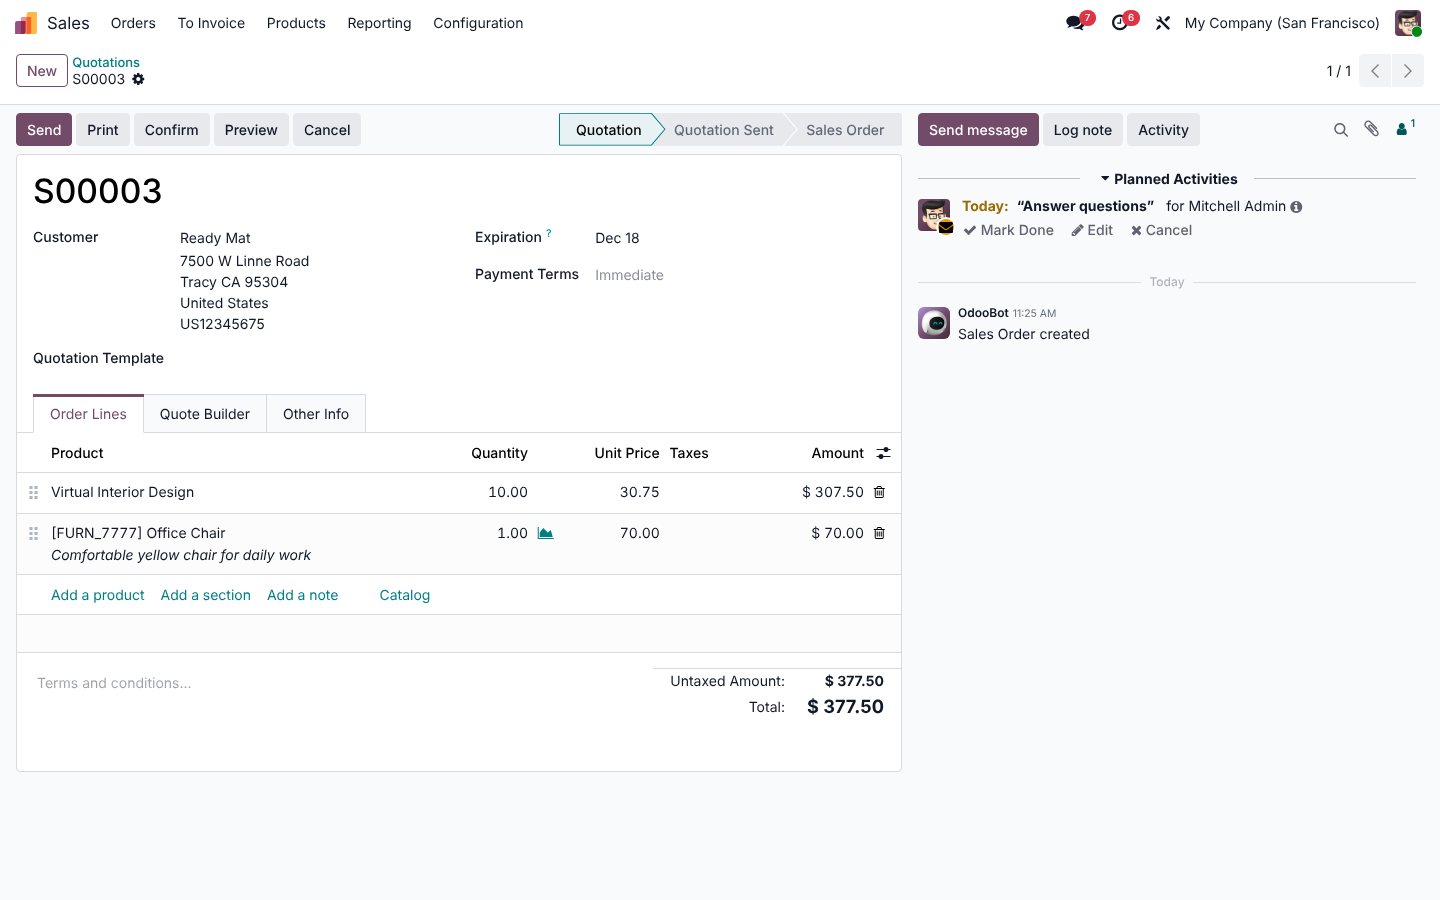 Sales Orders To Invoice Products Reporting Configuration 7 6 My Company (San Francisco)
New Quotations
S00003
1 / 1
Send Print Confirm Preview Cancel Quotation Quotation Sent Sales Order
Send message Log note Activity 1
S00003
Customer Ready Mat
7500 W Linne Road
Tracy CA 95304
United States
US12345675
Expiration ? Dec 18
Payment Terms Immediate
Quotation Template
Order Lines Quote Builder Other Info
Product Quantity Unit Price Taxes Amount
Virtual Interior Design 10.00 30.75 $ 307.50
[FURN_7777] Office Chair 1.00 70.00 $ 70.00
Comfortable yellow chair for daily work
Add a product Add a section Add a note Catalog
Terms and conditions...
Untaxed Amount: $ 377.50
Total: $ 377.50
Planned Activities
Today: “Answer questions” for Mitchell Admin
Mark Done Edit Cancel
Today
OdooBot 11:25 AM
Sales Order created